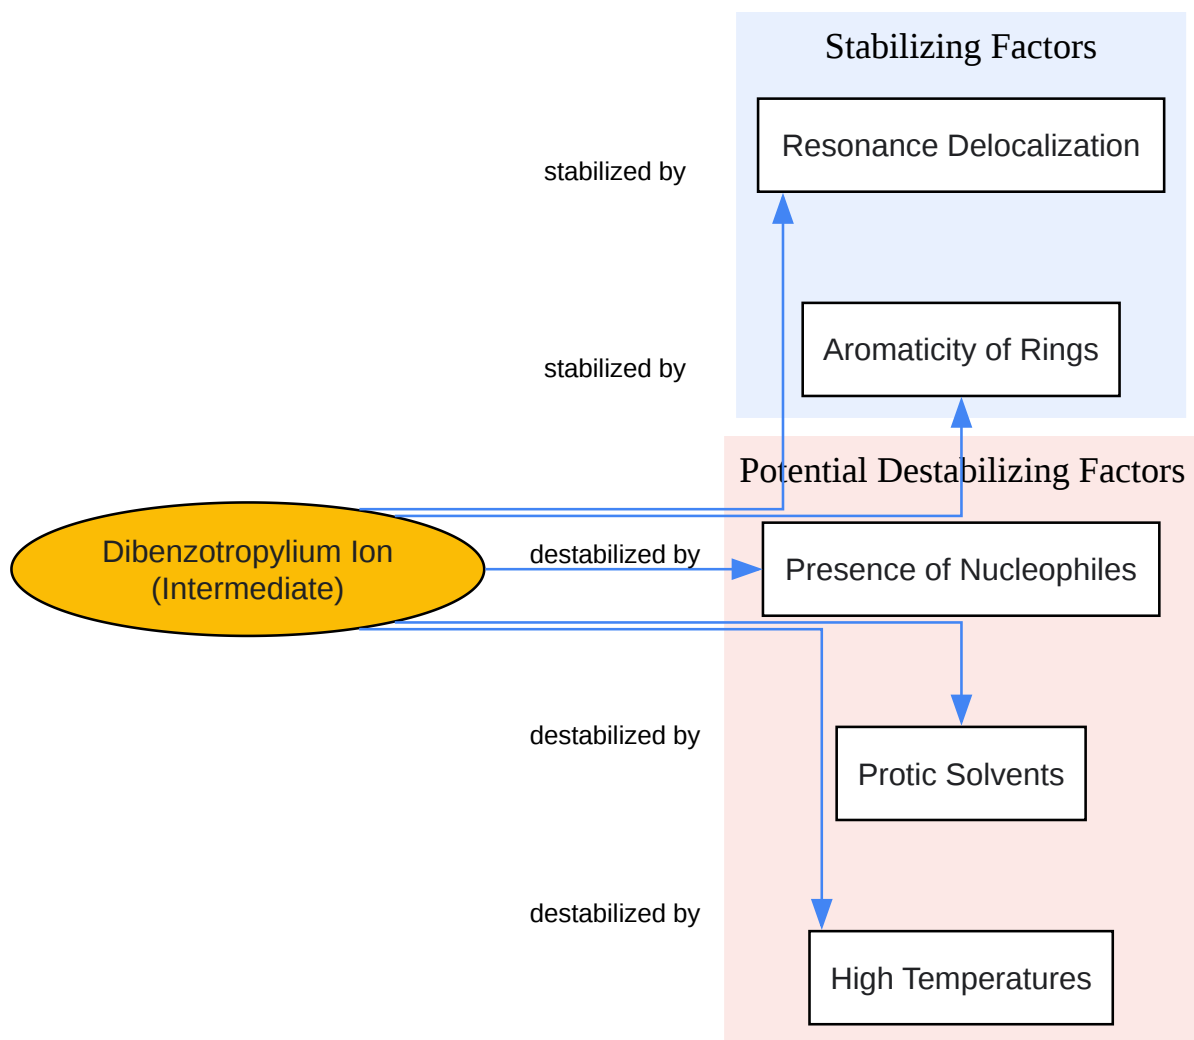 Stabilizing Factors
Resonance Delocalization
stabilized by
Aromaticity of Rings
stabilized by
Potential Destabilizing Factors
Dibenzotropylium Ion
(Intermediate)
destabilized by
Presence of Nucleophiles
destabilized by
Protic Solvents
destabilized by
High Temperatures